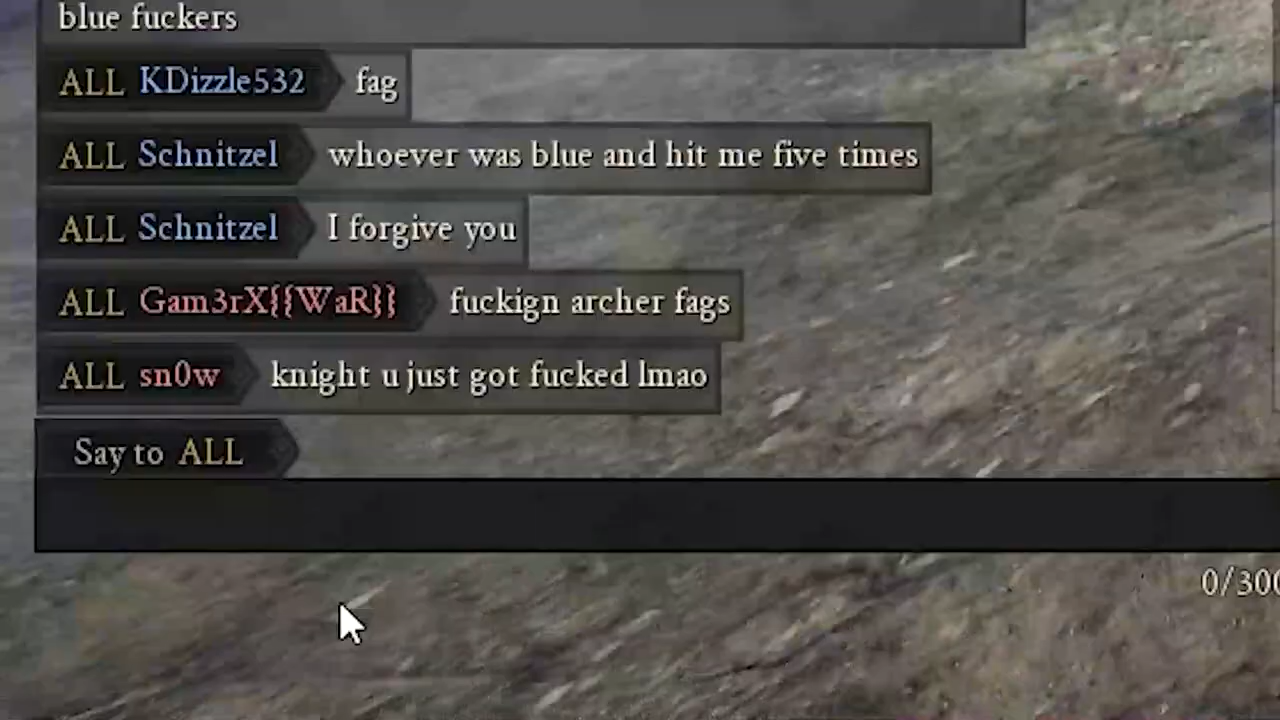 blue fuckers
ALL KDizzle532 fag
ALL Schnitzel whoever was blue and hit me five times
ALL Schnitzel I forgive you
ALL Gam3rX{{WaR}} fuckign archer fags
ALL sn0w knight u just got fucked lmao
Say to ALL
0/300